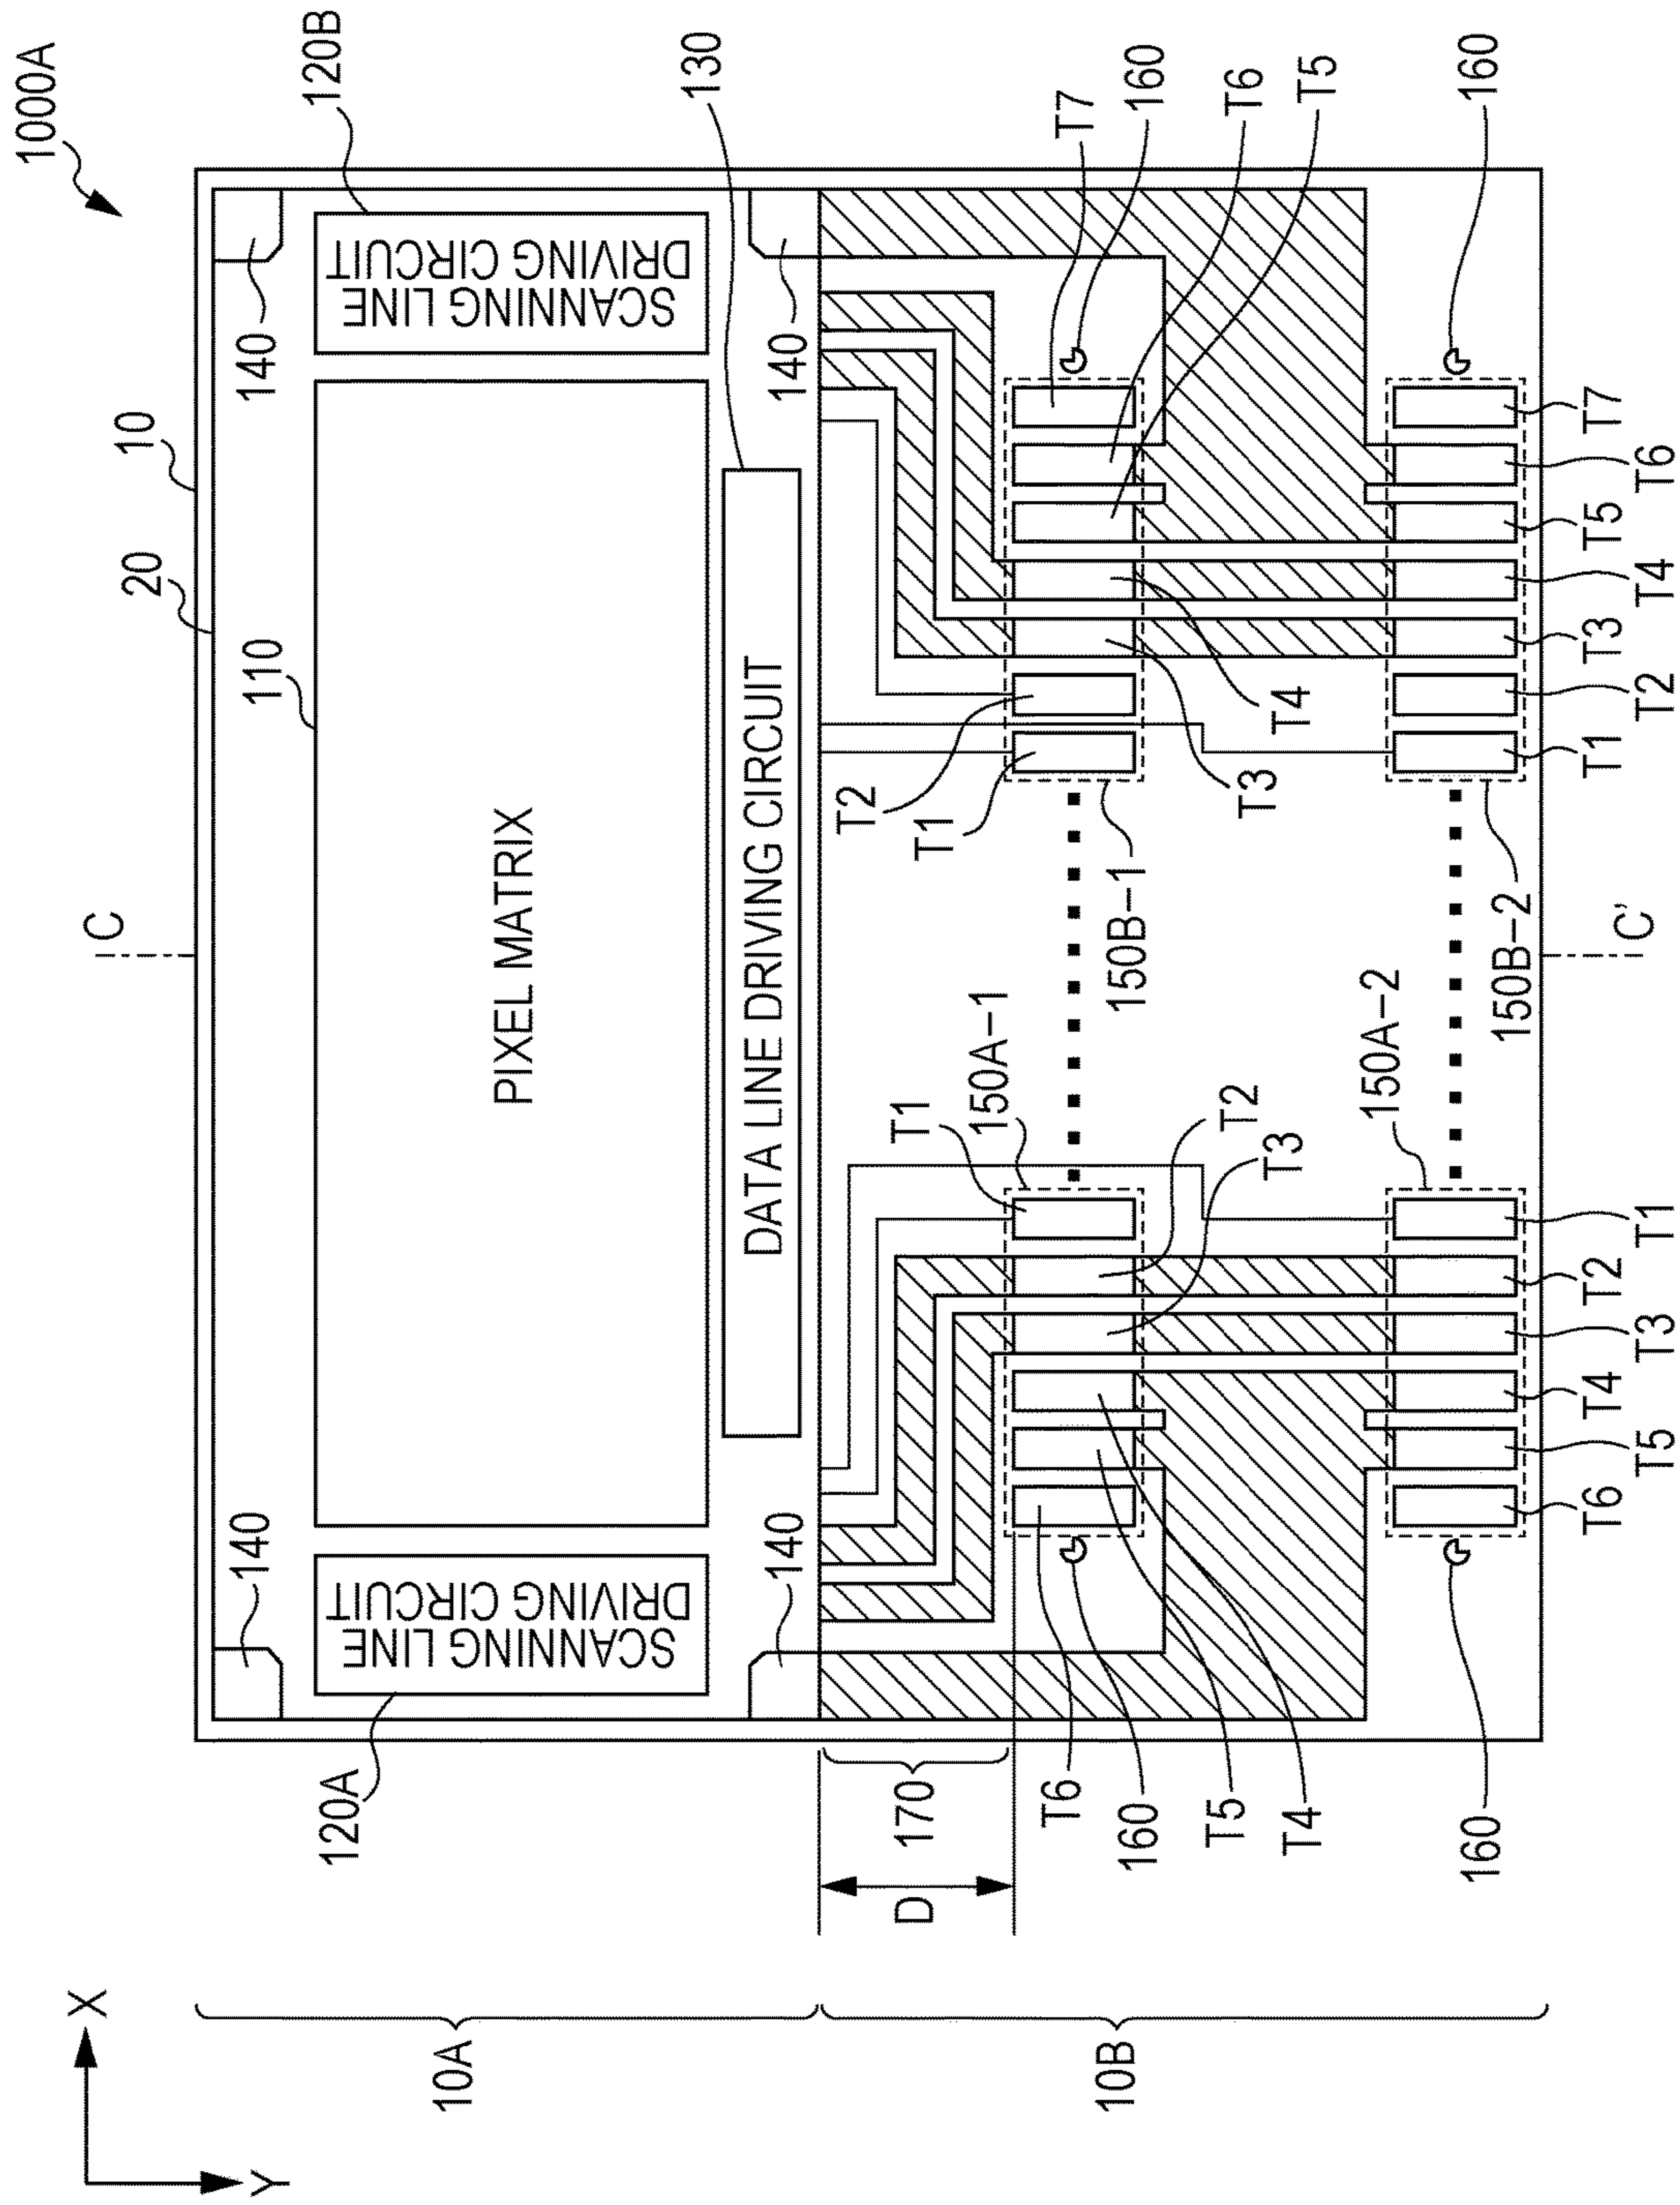 1000A
X
Y
C
10
20
110
120A
120B
140
140
SCANNING LINE
DRIVING CIRCUIT
PIXEL MATRIX
SCANNING LINE
DRIVING CIRCUIT
10A
130
DATA LINE DRIVING CIRCUIT
140
140
D
170
T1
T2
T1
150A-1
T6
T7
160
160
10B
150B-1
T5
T2
T6
T4
T3
T3
T4
T5
150A-2
160
150B-2
160
T6
T5
T4
T3
T2
T1
T1
T2
T3
T4
T5
T6
T7
C'